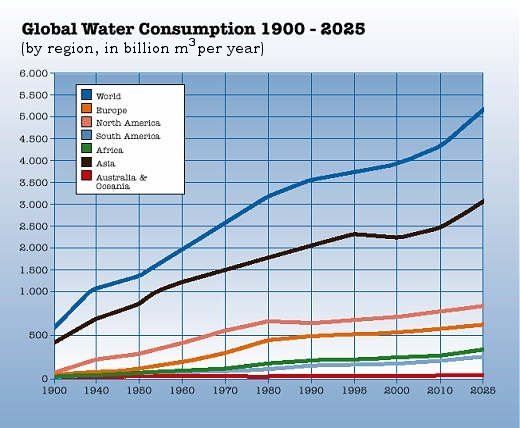 Global Water Consumption 1900 - 2025
(by region, in billion m³ per year)
6.000
5.500
5.000
4.500
4.000
3.500
3.000
2.500
2.000
1.500
1.000
500
0
World
Europe
North America
South America
Africa
Asia
Australia &
Oceania
1900 1940 1950 1960 1970 1980 1990 1995 2000 2010 2025